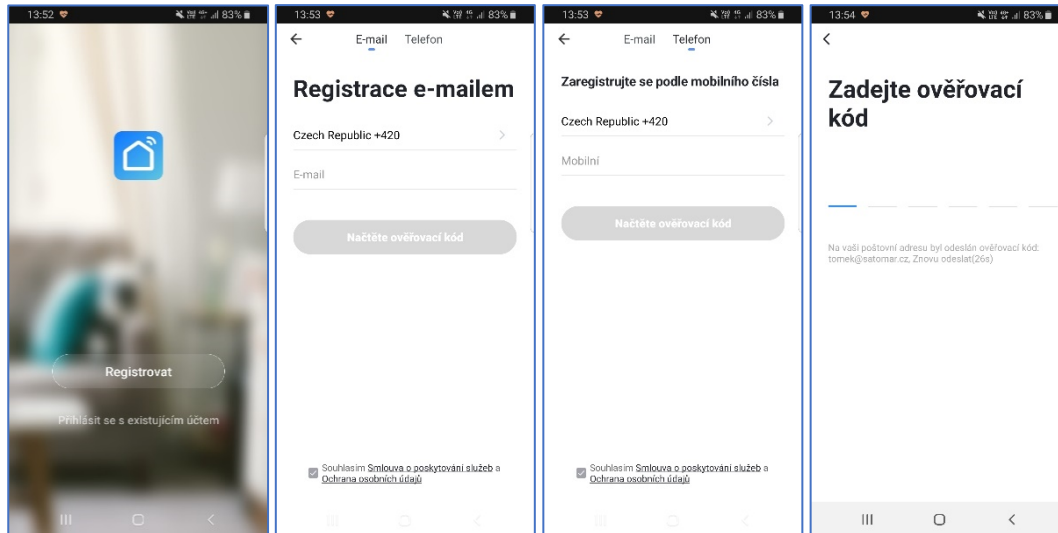 13:52
83%
Registrovat
Přihlásit se s existujícím účtem
13:53
83%
E-mail Telefon
Registrace e-mailem
Czech Republic +420
E-mail
Načtěte ověřovací kód
Souhlasím Smlouva o poskytování služeb a
Ochrana osobních údajů
13:53
83%
E-mail Telefon
Zaregistrujte se podle mobilního čísla
Czech Republic +420
Mobilní
Načtěte ověřovací kód
Souhlasím Smlouva o poskytování služeb a
Ochrana osobních údajů
13:54
83%
Zadejte ověřovací
kód
Na vaši poštovní adresu byl odeslán ověřovací kód:
tomek@satomar.cz, Znovu odeslat(26s)